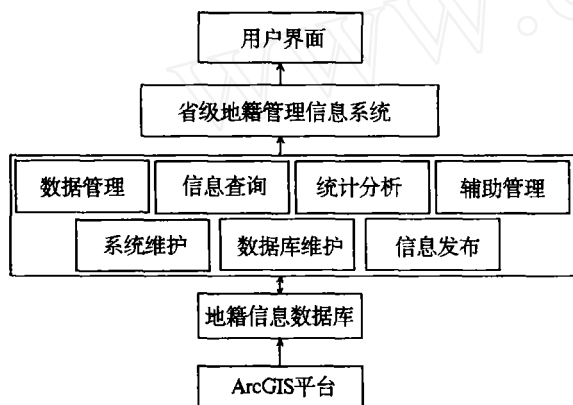 用户界面
省级地籍管理信息系统
数据管理 信息查询 统计分析 辅助管理
系统维护 数据库维护 信息发布
地籍信息数据库
ArcGIS平台